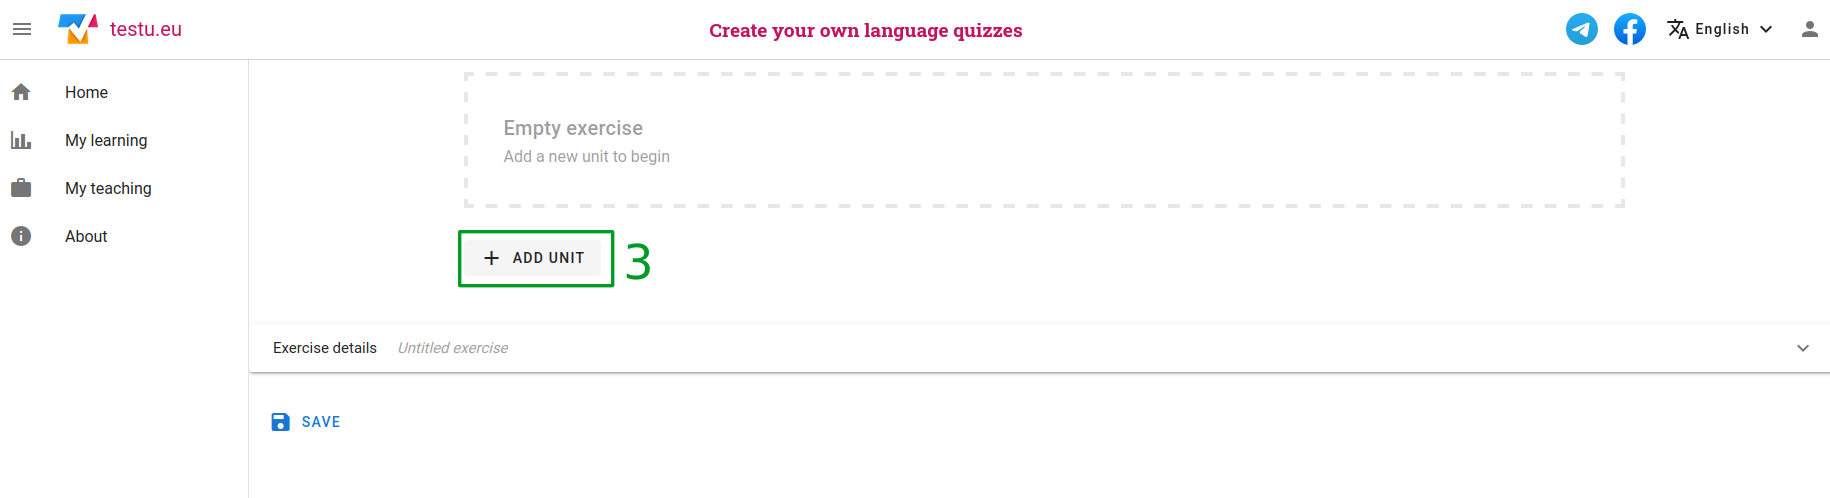 testu.eu
Create your own language quizzes
English
Home
My learning
My teaching
About
Empty exercise
Add a new unit to begin
ADD UNIT
3
Exercise details Untitled exercise
SAVE